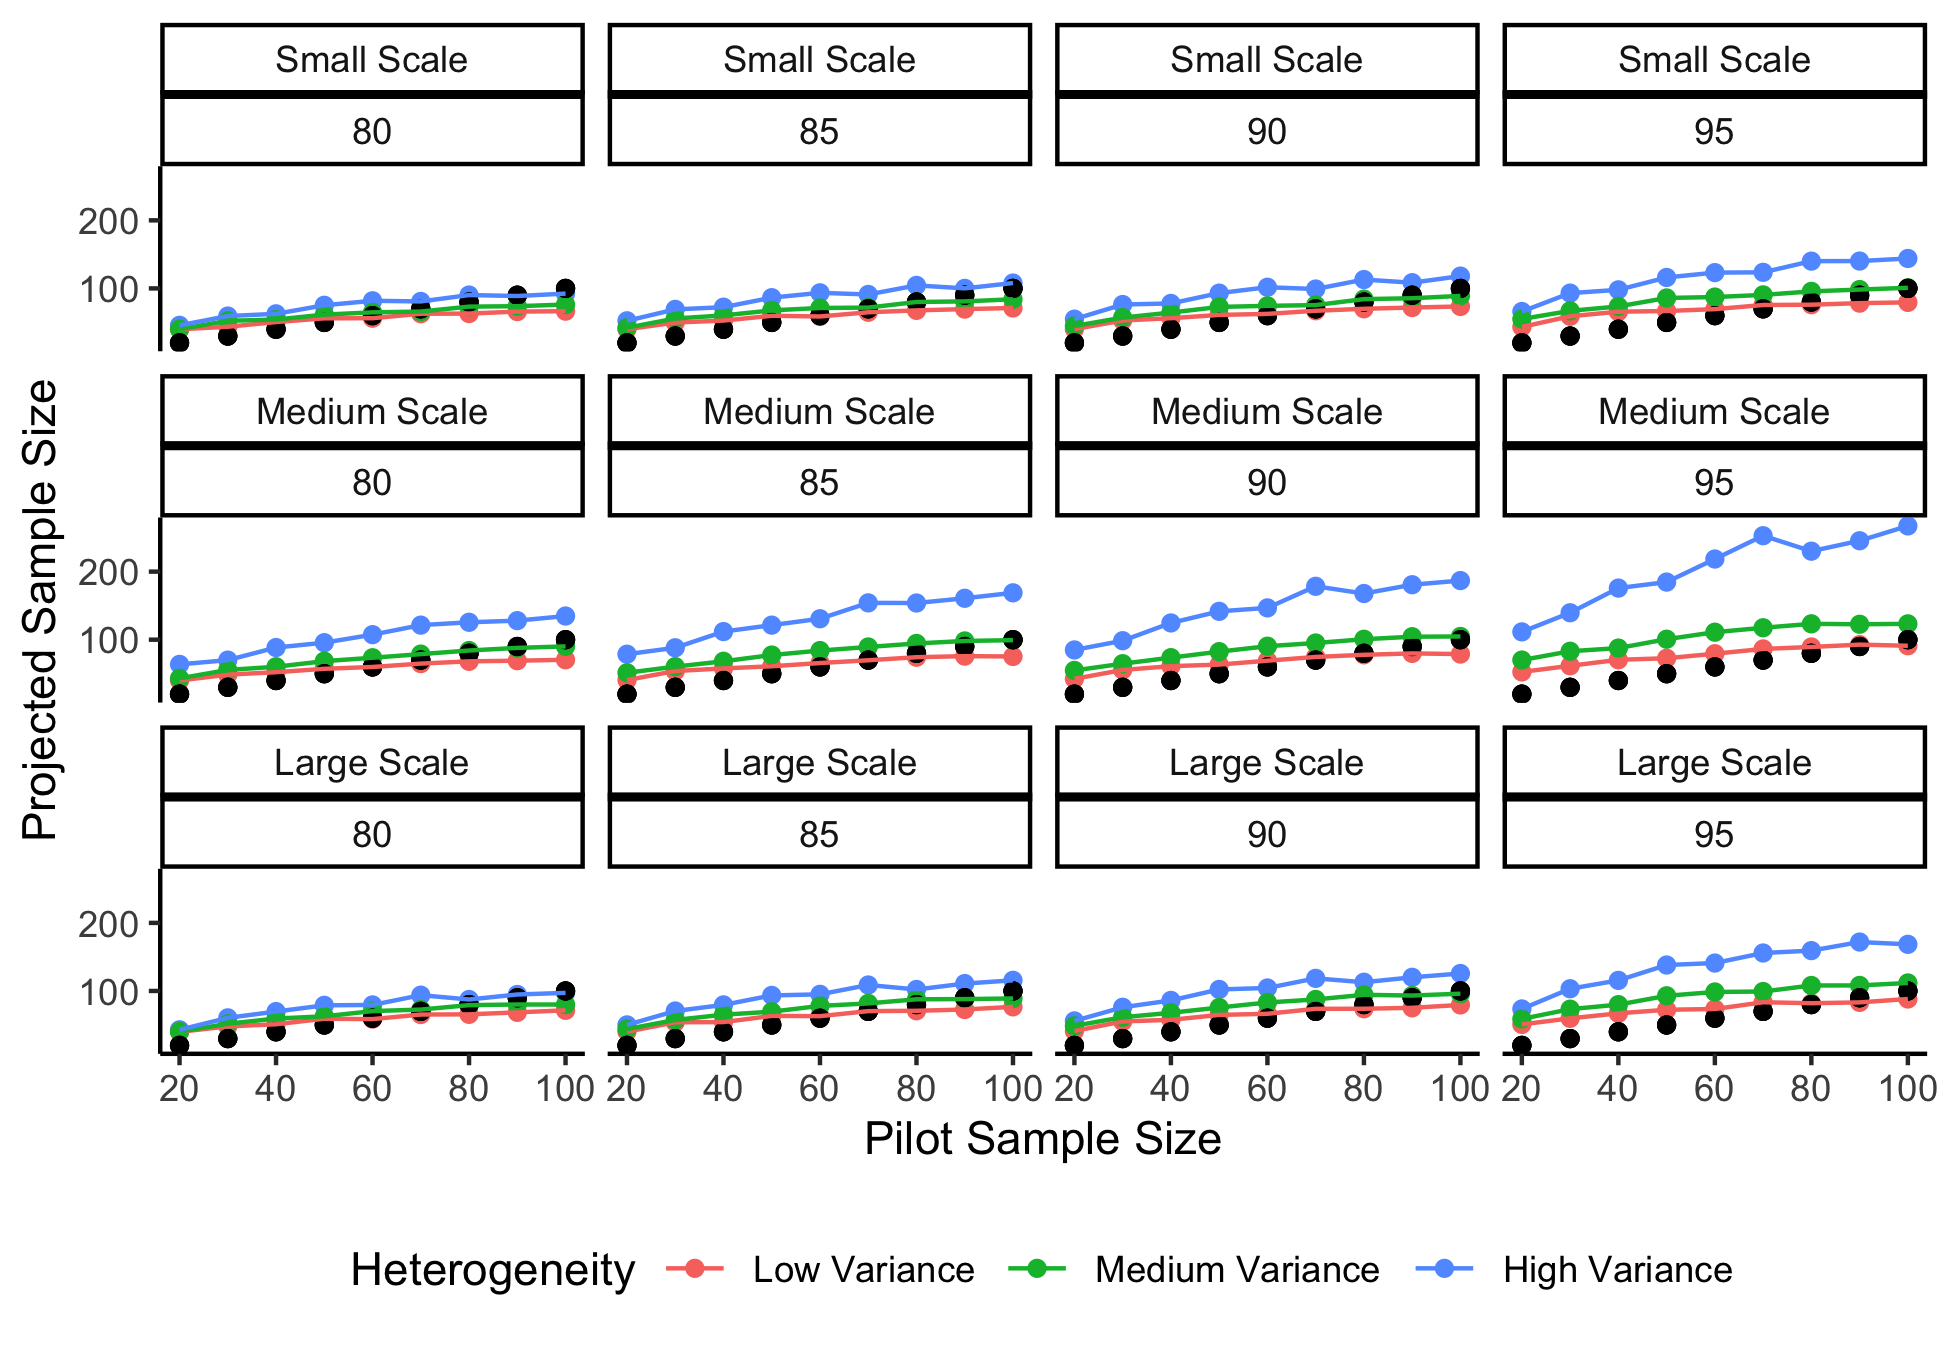 Small Scale Small Scale Small Scale Small Scale
80 85 90 95
200
100
Medium Scale Medium Scale Medium Scale Medium Scale
80 85 90 95
200
100
Large Scale Large Scale Large Scale Large Scale
80 85 90 95
200
100
20 40 60 80 100 20 40 60 80 100 20 40 60 80 100 20 40 60 80 100
Projected Sample Size
Pilot Sample Size
Heterogeneity Low Variance Medium Variance High Variance